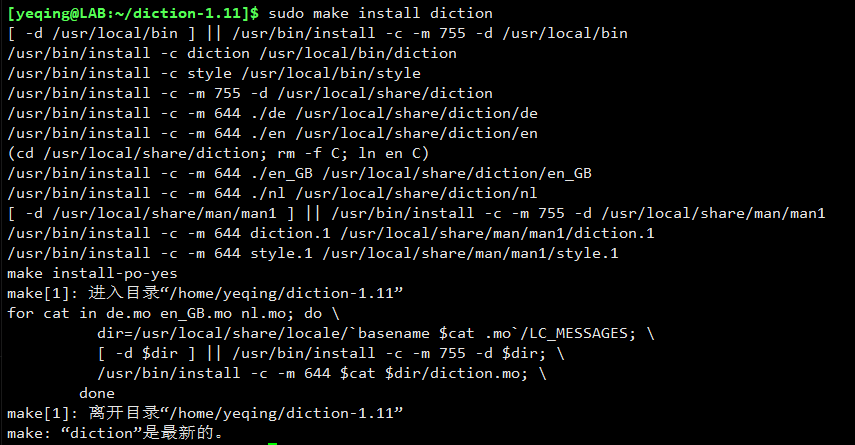 [yeqing@LAB:~/diction-1.11]$ sudo make install diction
[ -d /usr/local/bin ] || /usr/bin/install -c -m 755 -d /usr/local/bin
/usr/bin/install -c diction /usr/local/bin/diction
/usr/bin/install -c style /usr/local/bin/style
/usr/bin/install -c -m 755 -d /usr/local/share/diction
/usr/bin/install -c -m 644 ./de /usr/local/share/diction/de
/usr/bin/install -c -m 644 ./en /usr/local/share/diction/en
(cd /usr/local/share/diction; rm -f C; ln en C)
/usr/bin/install -c -m 644 ./en_GB /usr/local/share/diction/en_GB
/usr/bin/install -c -m 644 ./nl /usr/local/share/diction/nl
[ -d /usr/local/share/man/man1 ] || /usr/bin/install -c -m 755 -d /usr/local/share/man/man1
/usr/bin/install -c -m 644 diction.1 /usr/local/share/man/man1/diction.1
/usr/bin/install -c -m 644 style.1 /usr/local/share/man/man1/style.1
make install-po-yes
make[1]: 进入目录“/home/yeqing/diction-1.11”
for cat in de.mo en_GB.mo nl.mo; do \
          dir=/usr/local/share/locale/`basename $cat .mo`/LC_MESSAGES; \
          [ -d $dir ] || /usr/bin/install -c -m 755 -d $dir; \
          /usr/bin/install -c -m 644 $cat $dir/diction.mo; \
        done
make[1]: 离开目录“/home/yeqing/diction-1.11”
make: “diction”是最新的。